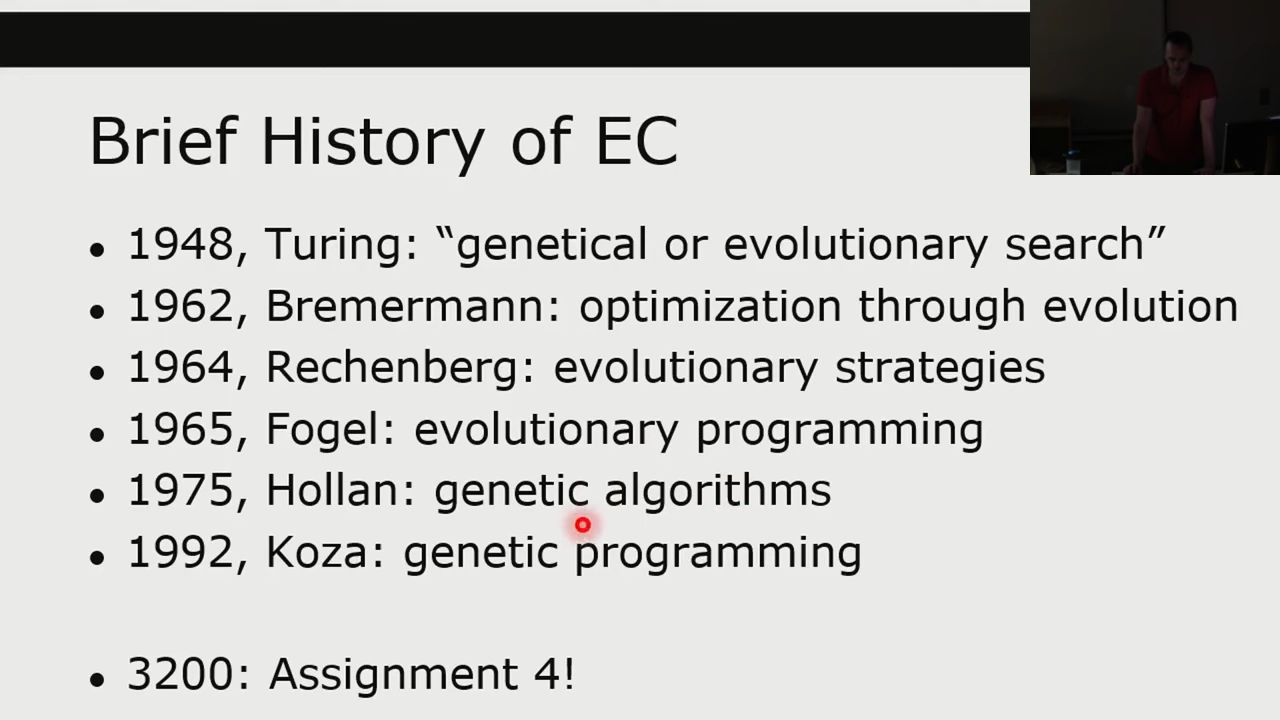 Brief History of EC
• 1948, Turing: “genetical or evolutionary search”
• 1962, Bremermann: optimization through evolution
• 1964, Rechenberg: evolutionary strategies
• 1965, Fogel: evolutionary programming
• 1975, Hollan: genetic algorithms
• 1992, Koza: genetic programming
• 3200: Assignment 4!